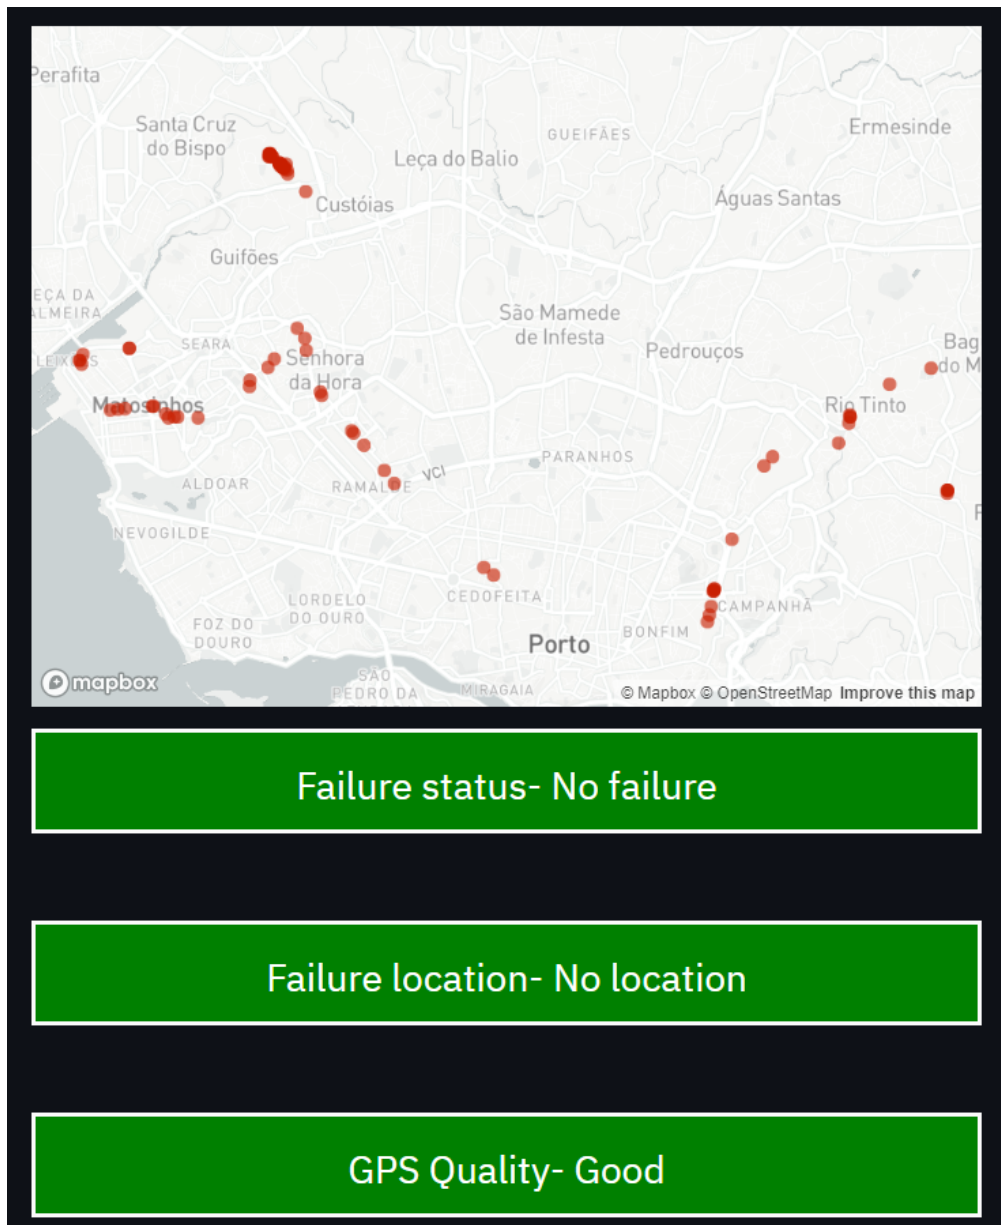 Perafita
Santa Cruz
do Bispo
GUEIFÃES
Ermesinde
Leça do Balio
Águas Santas
Custóias
Guifões
EÇA DA
ALMEIRA
São Mamede
de Infesta
SEARA
Pedrouços
Bag
do M
LEIXÕES
Senhora
da Hora
Matosinhos
Rio Tinto
PARANHOS
VCI
ALDOAR
RAMALDE
NEVOGILDE
LORDELO
DO OURO
CEDOFEITA
CAMPANHÃ
FOZ DO
DOURO
BONFIM
Porto
SÃO
PEDRO DA
MIRAGAIA
mapbox
© Mapbox © OpenStreetMap Improve this map
Failure status- No failure
Failure location- No location
GPS Quality- Good